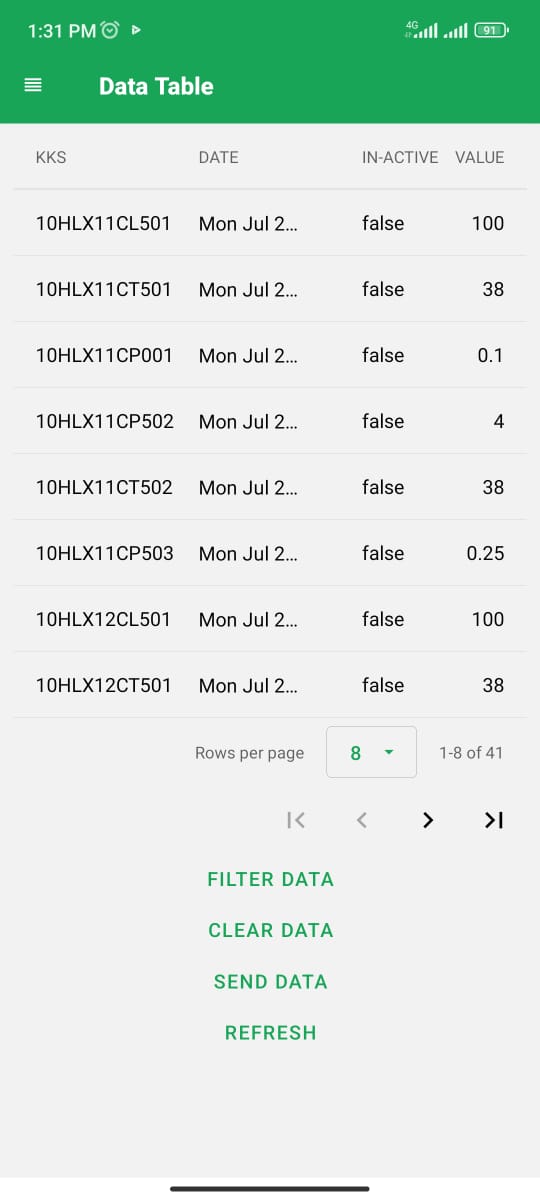 1:31 PM 4G 91
Data Table
KKS DATE IN-ACTIVE VALUE
10HLX11CL501 Mon Jul 2... false 100
10HLX11CT501 Mon Jul 2... false 38
10HLX11CP001 Mon Jul 2... false 0.1
10HLX11CP502 Mon Jul 2... false 4
10HLX11CT502 Mon Jul 2... false 38
10HLX11CP503 Mon Jul 2... false 0.25
10HLX12CL501 Mon Jul 2... false 100
10HLX12CT501 Mon Jul 2... false 38
Rows per page 8 1-8 of 41
FILTER DATA
CLEAR DATA
SEND DATA
REFRESH